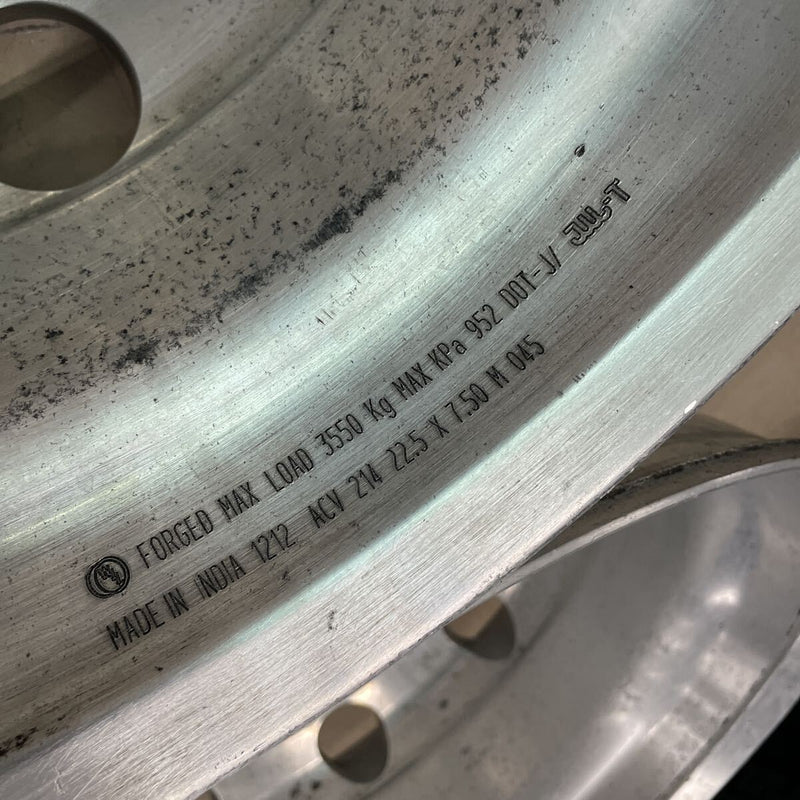 FORGED MAX LOAD 3550 Kg MAX KPa 952 DOT-J/ JWL-T
MADE IN INDIA 1212 ACV 214 22.5 X 7.50 M 045